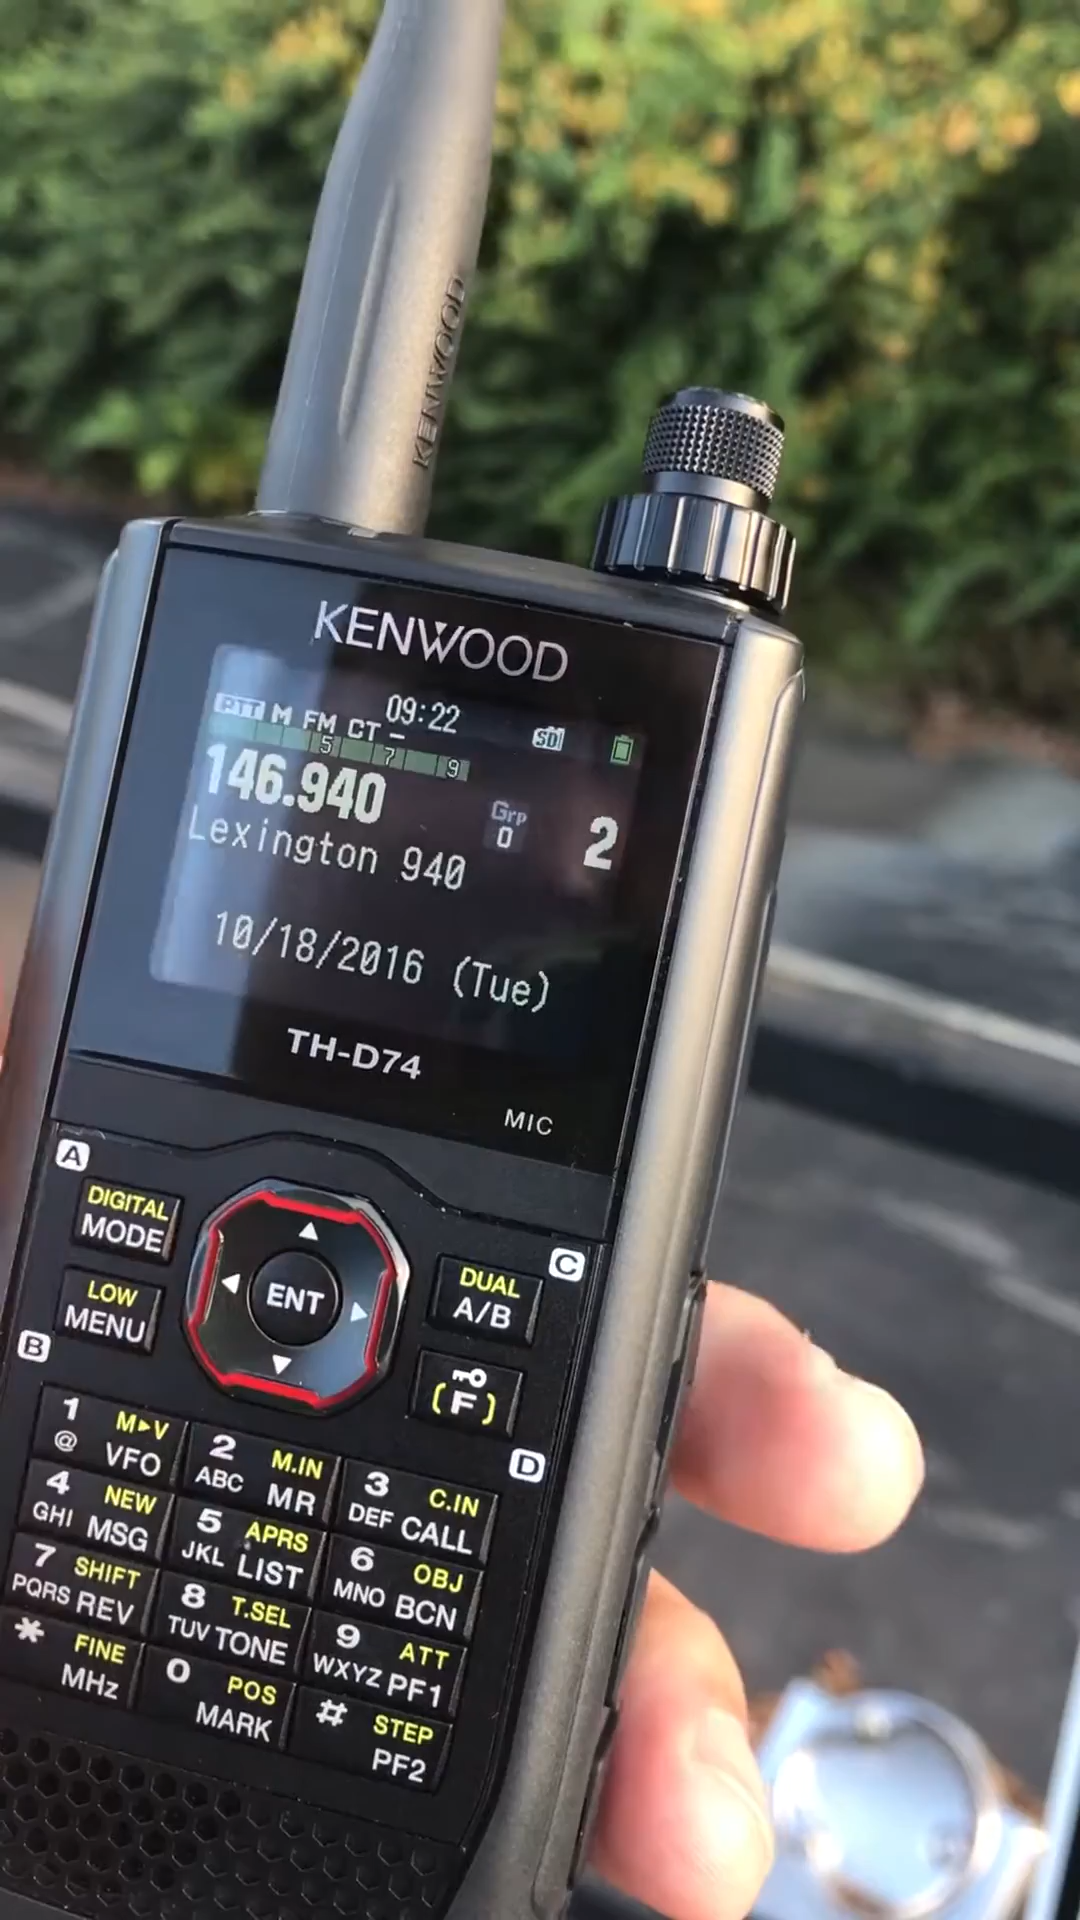 KENWOOD
KENWOOD
09:22
PTT M FM CT –
5 7 9
146.940
Grp
0
2
Lexington 940
10/18/2016 (Tue)
TH-D74
MIC
A
DIGITAL
MODE
LOW
MENU
B
ENT
C
DUAL
A/B
(F)
D
1 M▸V
@ VFO
2 M.IN
ABC MR
3 C.IN
DEF CALL
4 NEW
GHI MSG
5 APRS
JKL LIST
6 OBJ
MNO BCN
7 SHIFT
PQRS REV
8 T.SEL
TUV TONE
9 ATT
WXYZ PF1
* FINE
MHz
0 POS
MARK
# STEP
PF2
SD